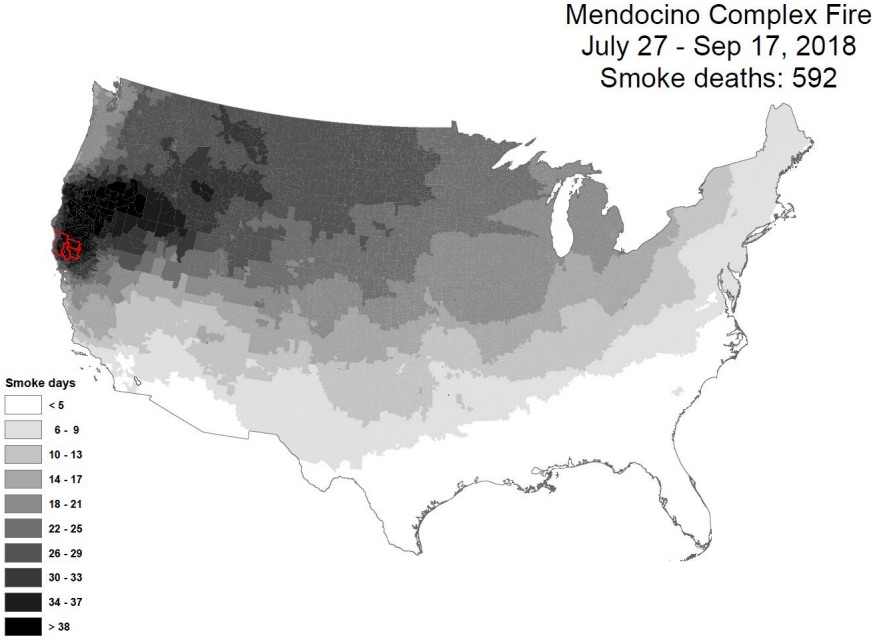 Mendocino Complex Fire
July 27 - Sep 17, 2018
Smoke deaths: 592
Smoke days
< 5
6 - 9
10 - 13
14 - 17
18 - 21
22 - 25
26 - 29
30 - 33
34 - 37
> 38